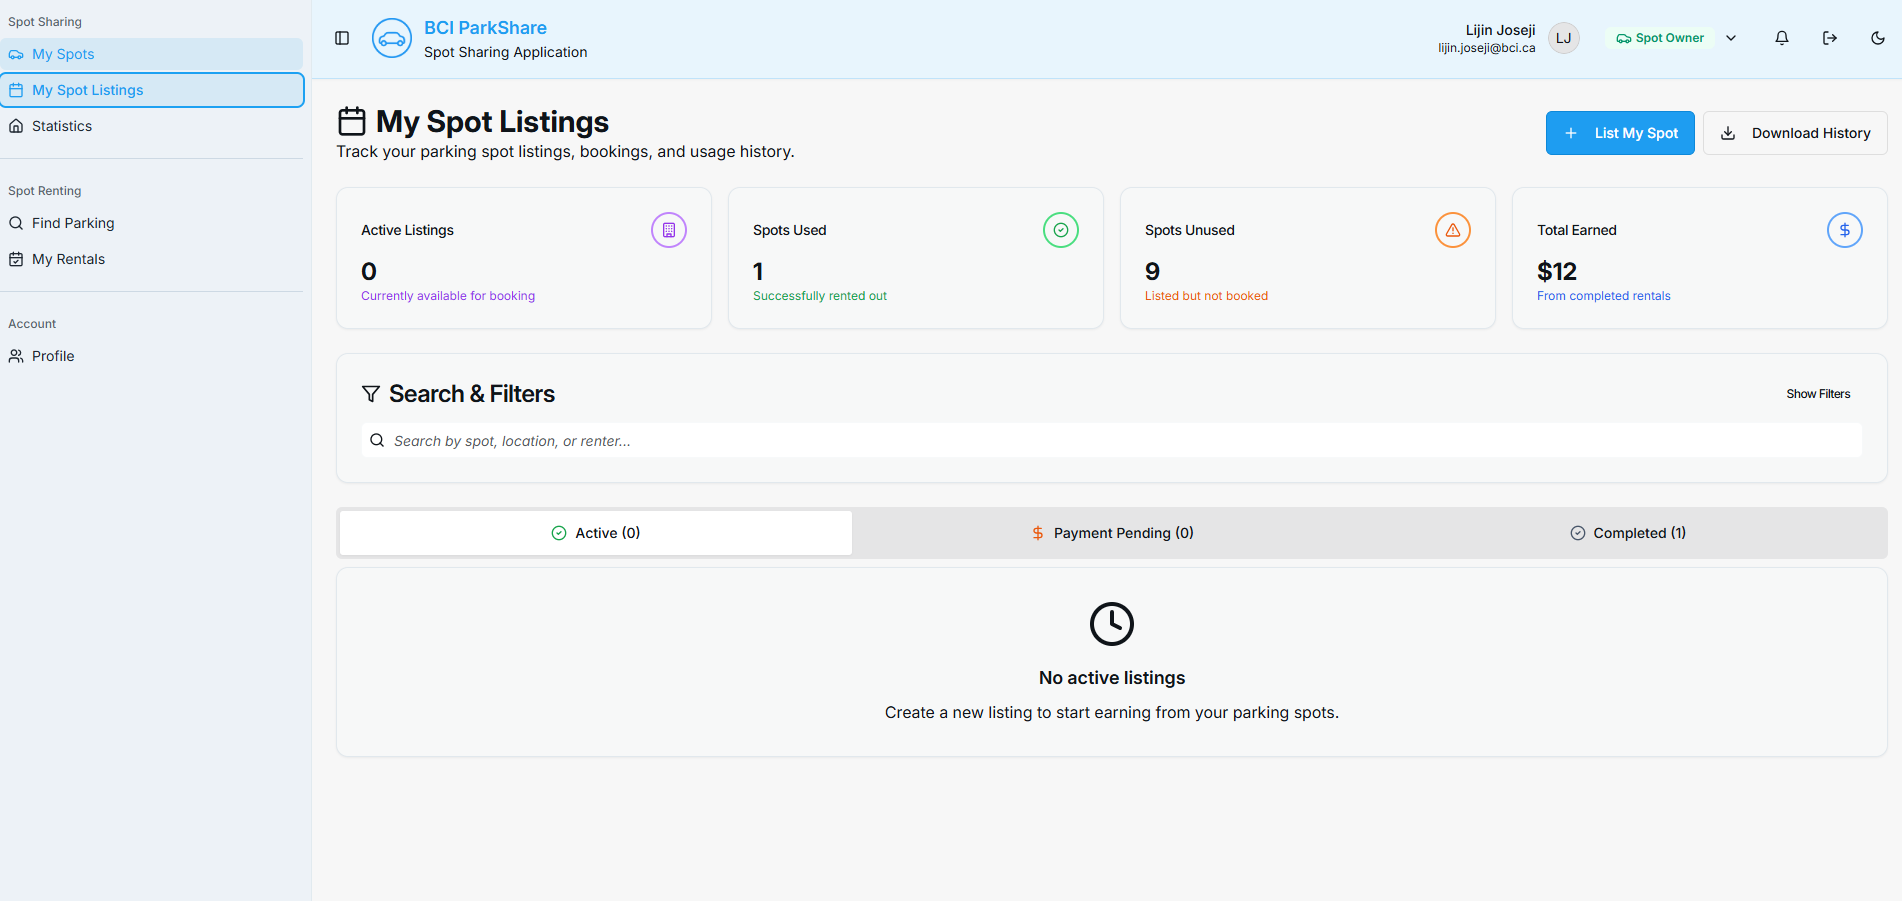 Spot Sharing
My Spots
My Spot Listings
Statistics
Spot Renting
Find Parking
My Rentals
Account
Profile
BCI ParkShare
Spot Sharing Application
Lijin Joseji
lijin.joseji@bci.ca
LJ
Spot Owner
My Spot Listings
Track your parking spot listings, bookings, and usage history.
List My Spot
Download History
Active Listings
0
Currently available for booking
Spots Used
1
Successfully rented out
Spots Unused
9
Listed but not booked
Total Earned
$12
From completed rentals
Search & Filters
Show Filters
Search by spot, location, or renter...
Active (0)
Payment Pending (0)
Completed (1)
No active listings
Create a new listing to start earning from your parking spots.